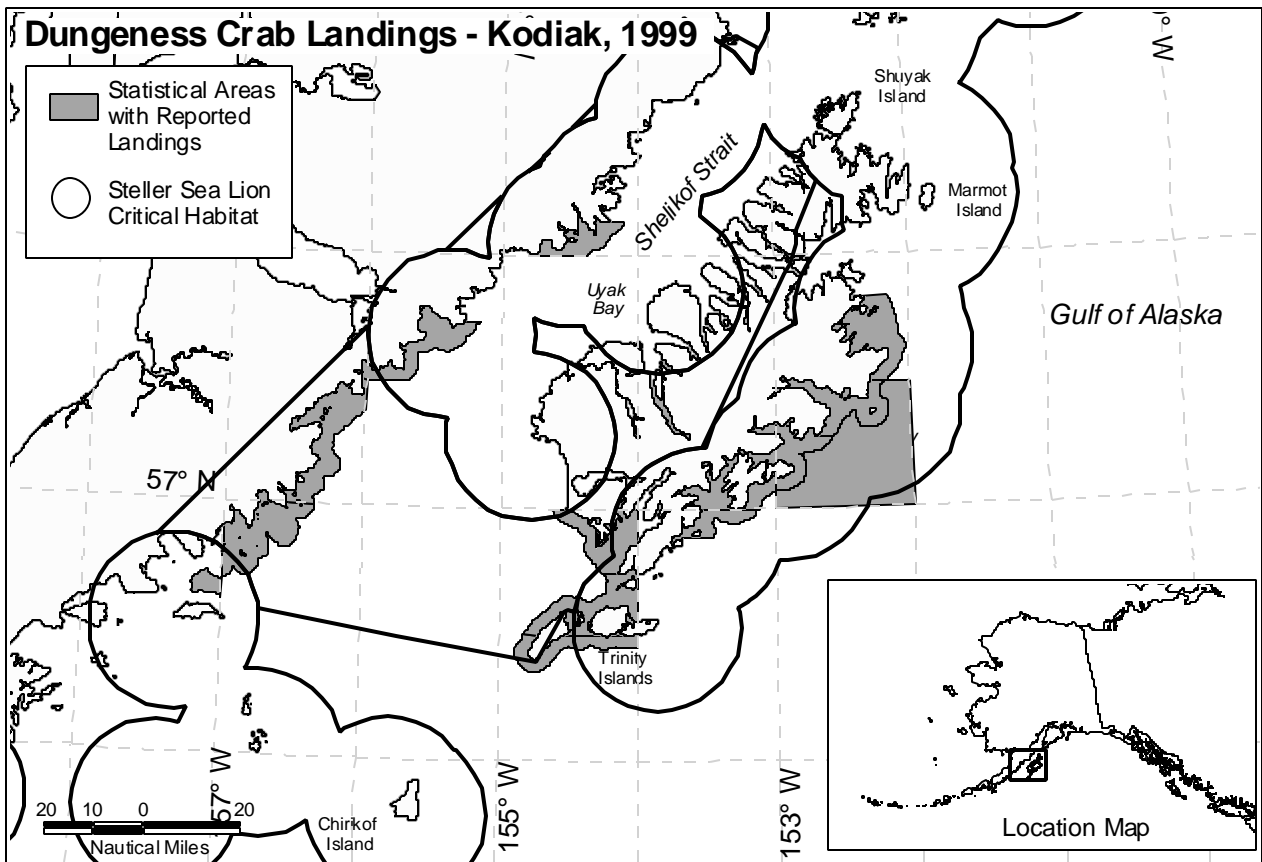 Dungeness Crab Landings - Kodiak, 1999
° W
Statistical Areas
with Reported
Landings
Steller Sea Lion
Critical Habitat
Shuyak
Island
Shelikof Strait
Marmot
Island
Uyak
Bay
Gulf of Alaska
57° N
Trinity
Islands
57° W
155° W
153° W
20 10 0 20
Nautical Miles
Chirkof
Island
Location Map